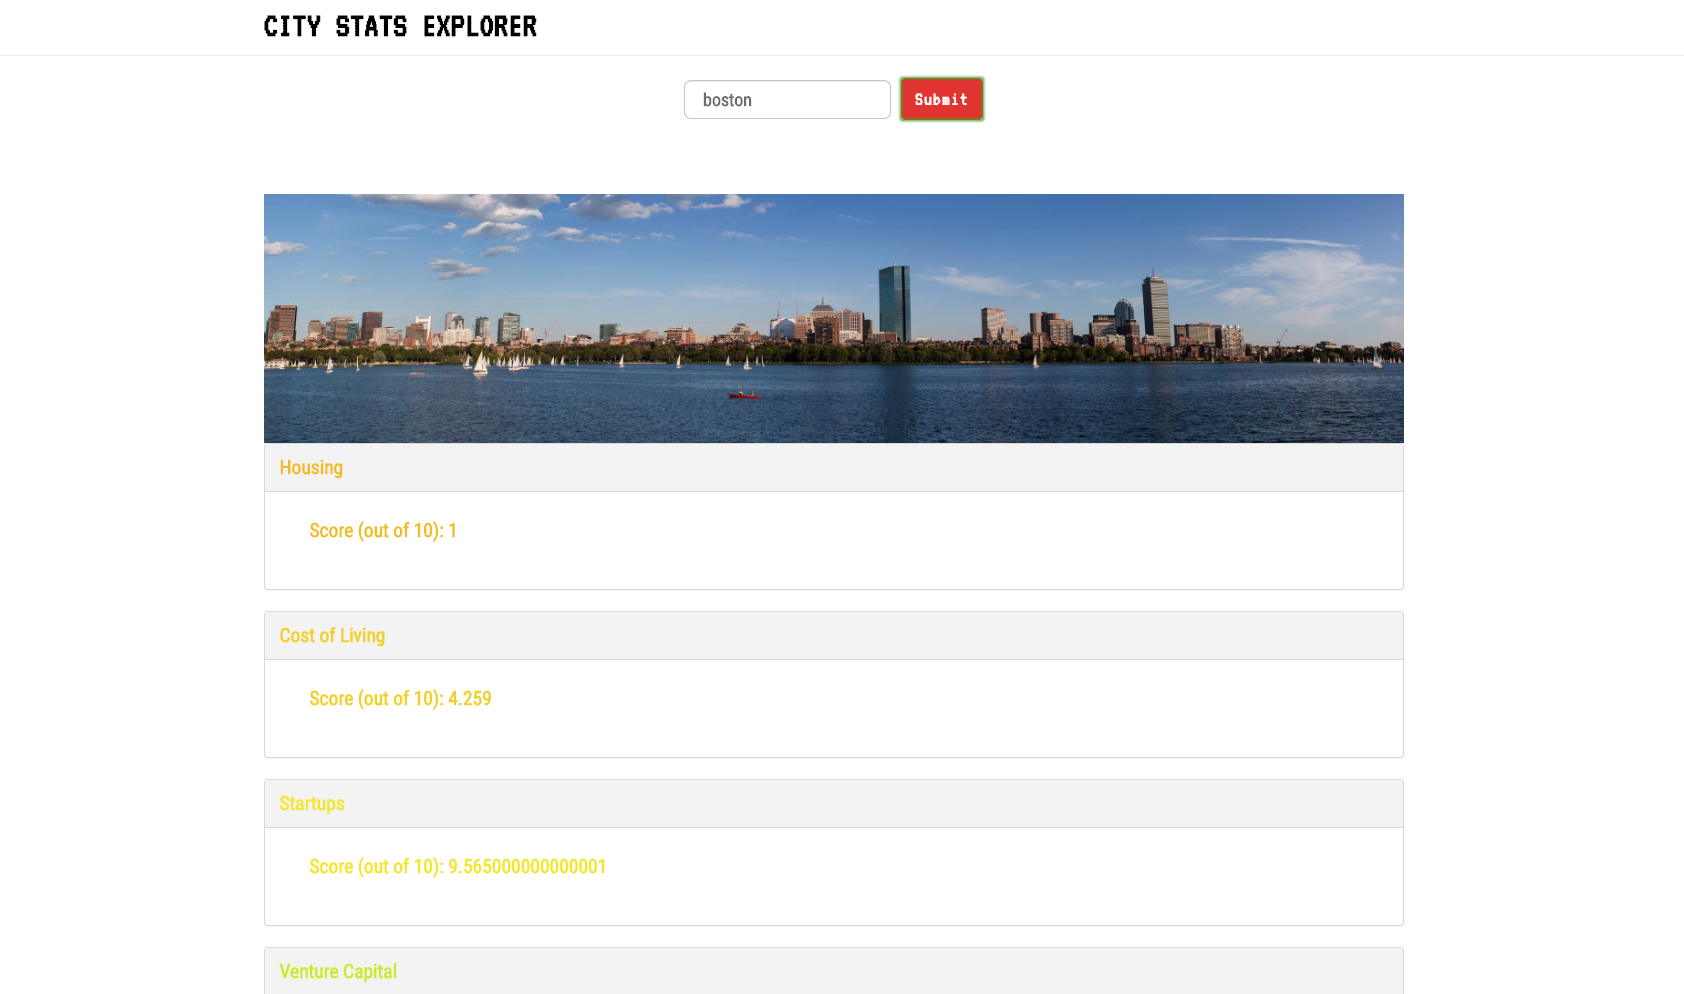 CITY STATS EXPLORER
boston
Submit
Housing
Score (out of 10): 1
Cost of Living
Score (out of 10): 4.259
Startups
Score (out of 10): 9.565000000000001
Venture Capital